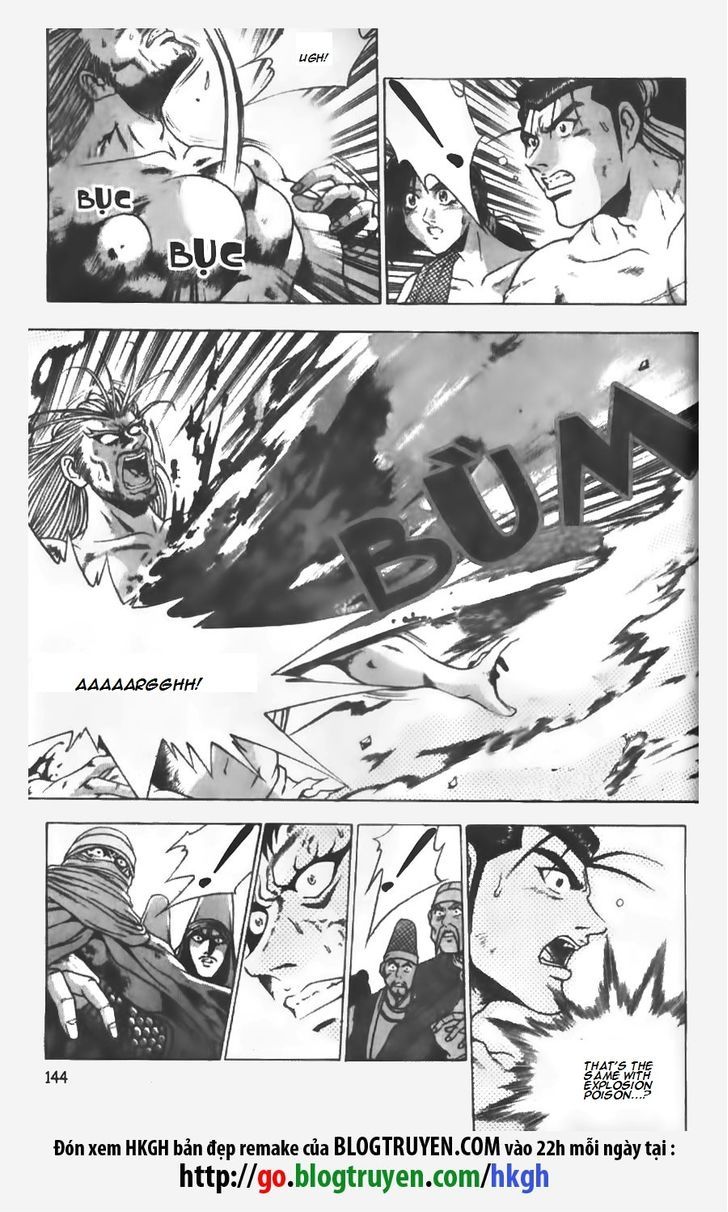 UGH!
!
BỤC
BỤC
BÙM
AAAAARGGHH!
!
!
THAT'S THE
SAME WITH
EXPLOSION
POISON...?
144
Đón xem HKGH bản đẹp remake của BLOGTRUYEN.COM vào 22h mỗi ngày tại :
http://go.blogtruyen.com/hkgh